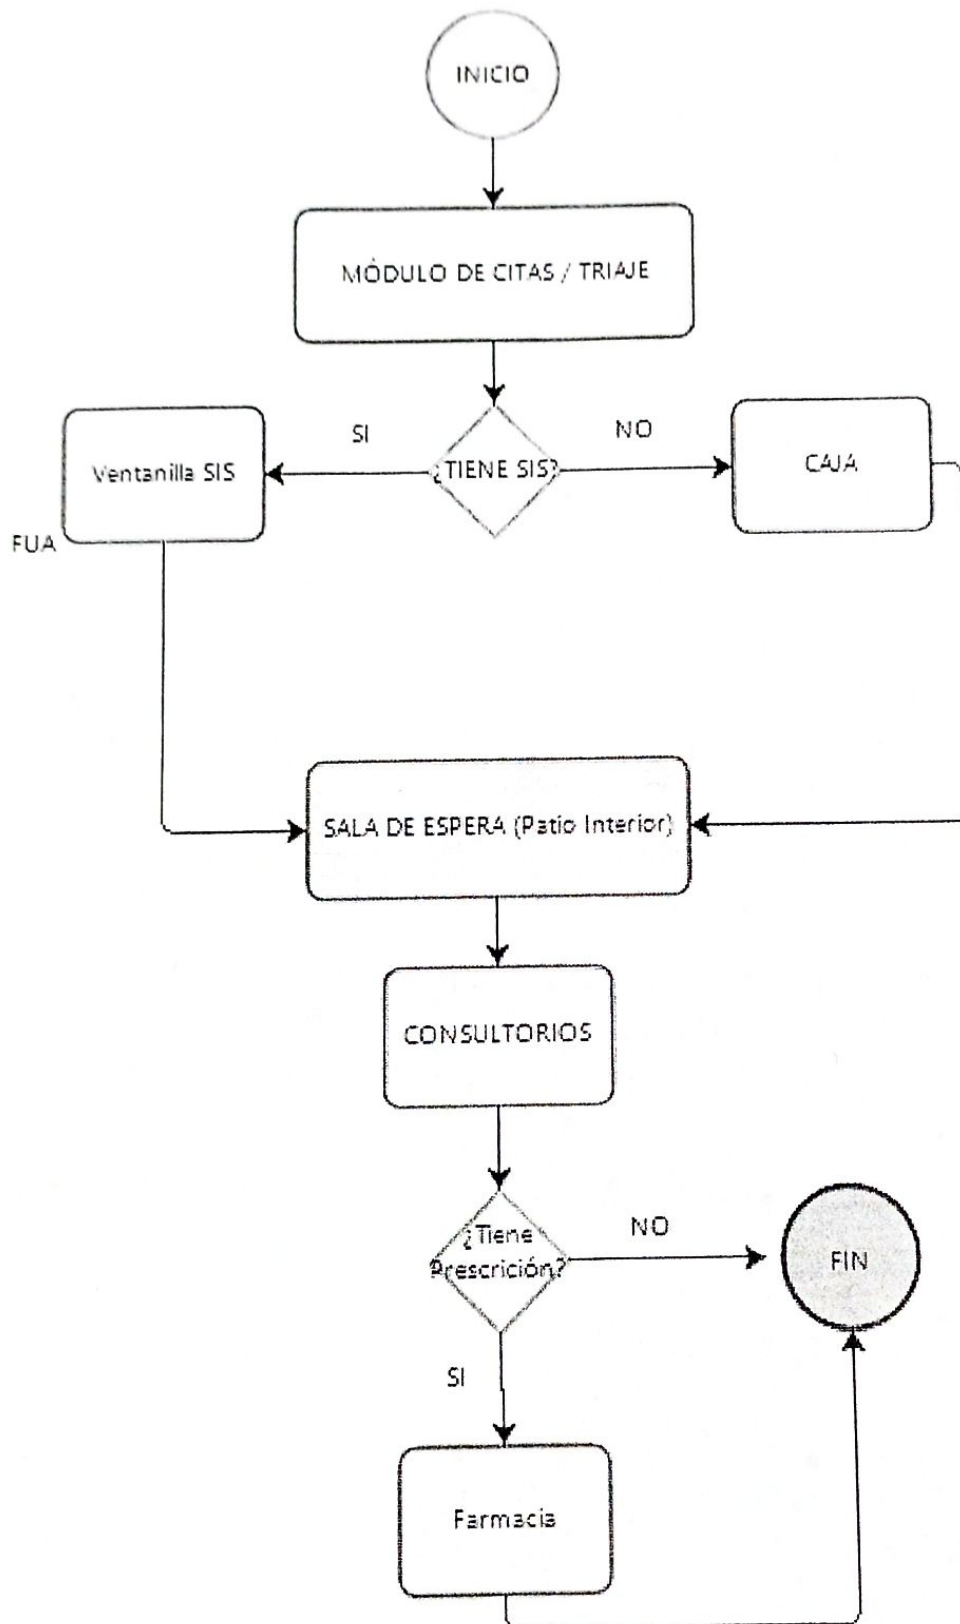 INICIO
MÓDULO DE CITAS / TRIAJE
SI
NO
Ventanilla SIS
¿TIENE SIS?
CAJA
FUA
SALA DE ESPERA (Patio Interior)
CONSULTORIOS
¿Tiene
Prescrición?
NO
FIN
SI
Farmacia